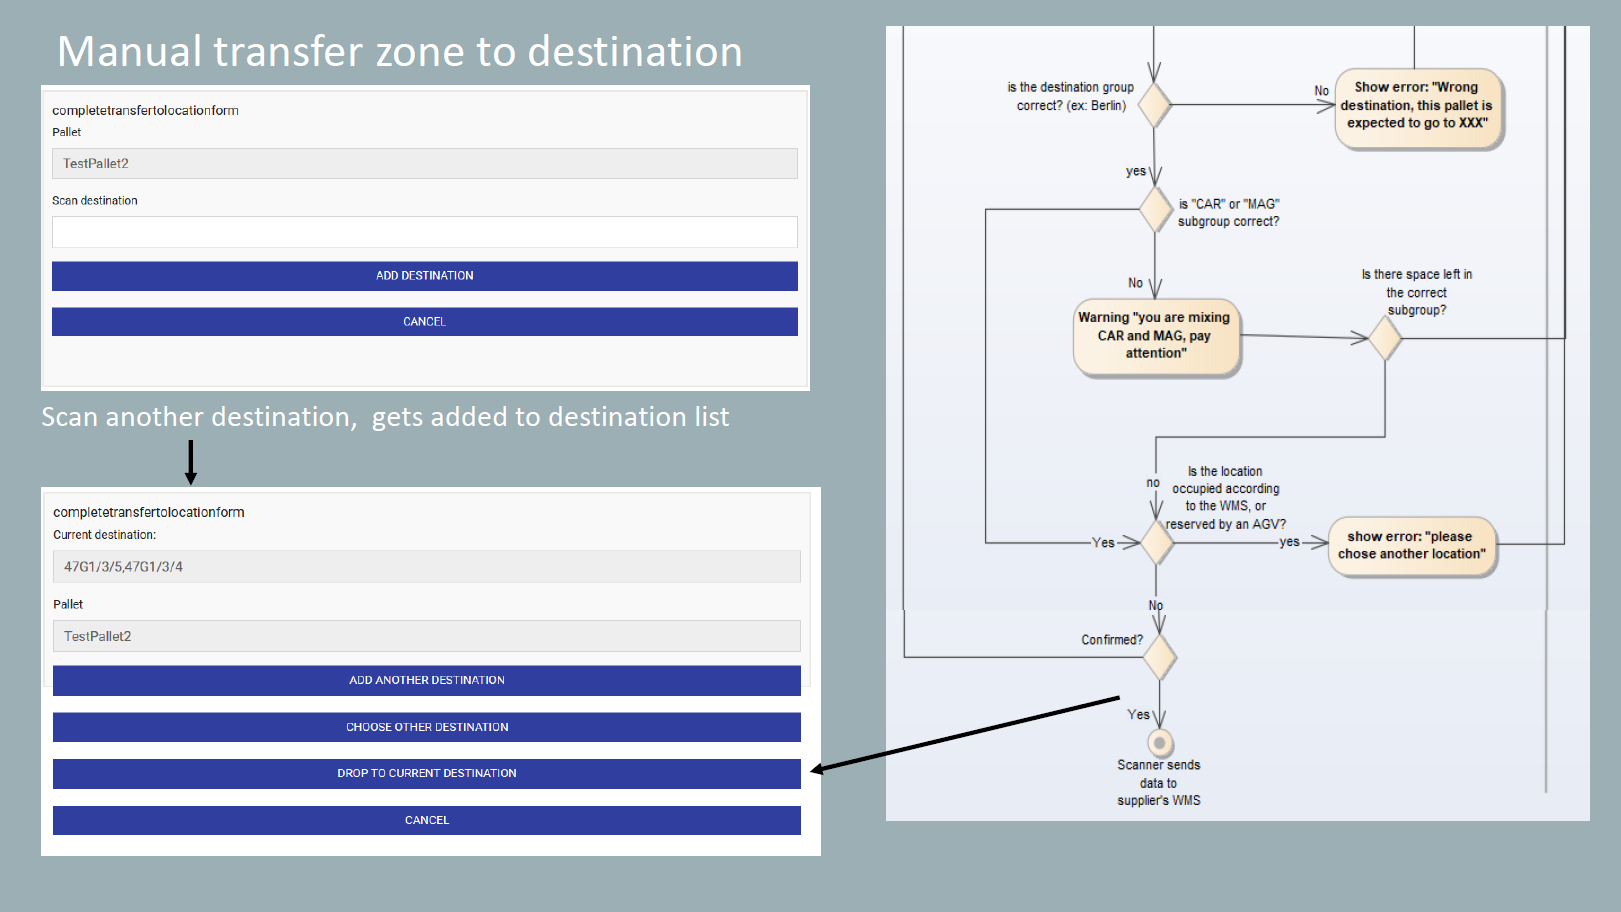 Manual transfer zone to destination
completetransfertolocationform
Pallet
TestPallet2
Scan destination
ADD DESTINATION
CANCEL
Scan another destination,  gets added to destination list
completetransfertolocationform
Current destination:
47G1/3/5,47G1/3/4
Pallet
TestPallet2
ADD ANOTHER DESTINATION
CHOOSE OTHER DESTINATION
DROP TO CURRENT DESTINATION
CANCEL
is the destination group
correct? (ex: Berlin)
No
Show error: "Wrong
destination, this pallet is
expected to go to XXX"
yes
is "CAR" or "MAG"
subgroup correct?
No
Warning "you are mixing
CAR and MAG, pay
attention"
Is there space left in
the correct
subgroup?
no
Is the location
occupied according
to the WMS, or
reserved by an AGV?
Yes
yes
show error: "please
chose another location"
No
Confirmed?
Yes
Scanner sends
data to
supplier's WMS